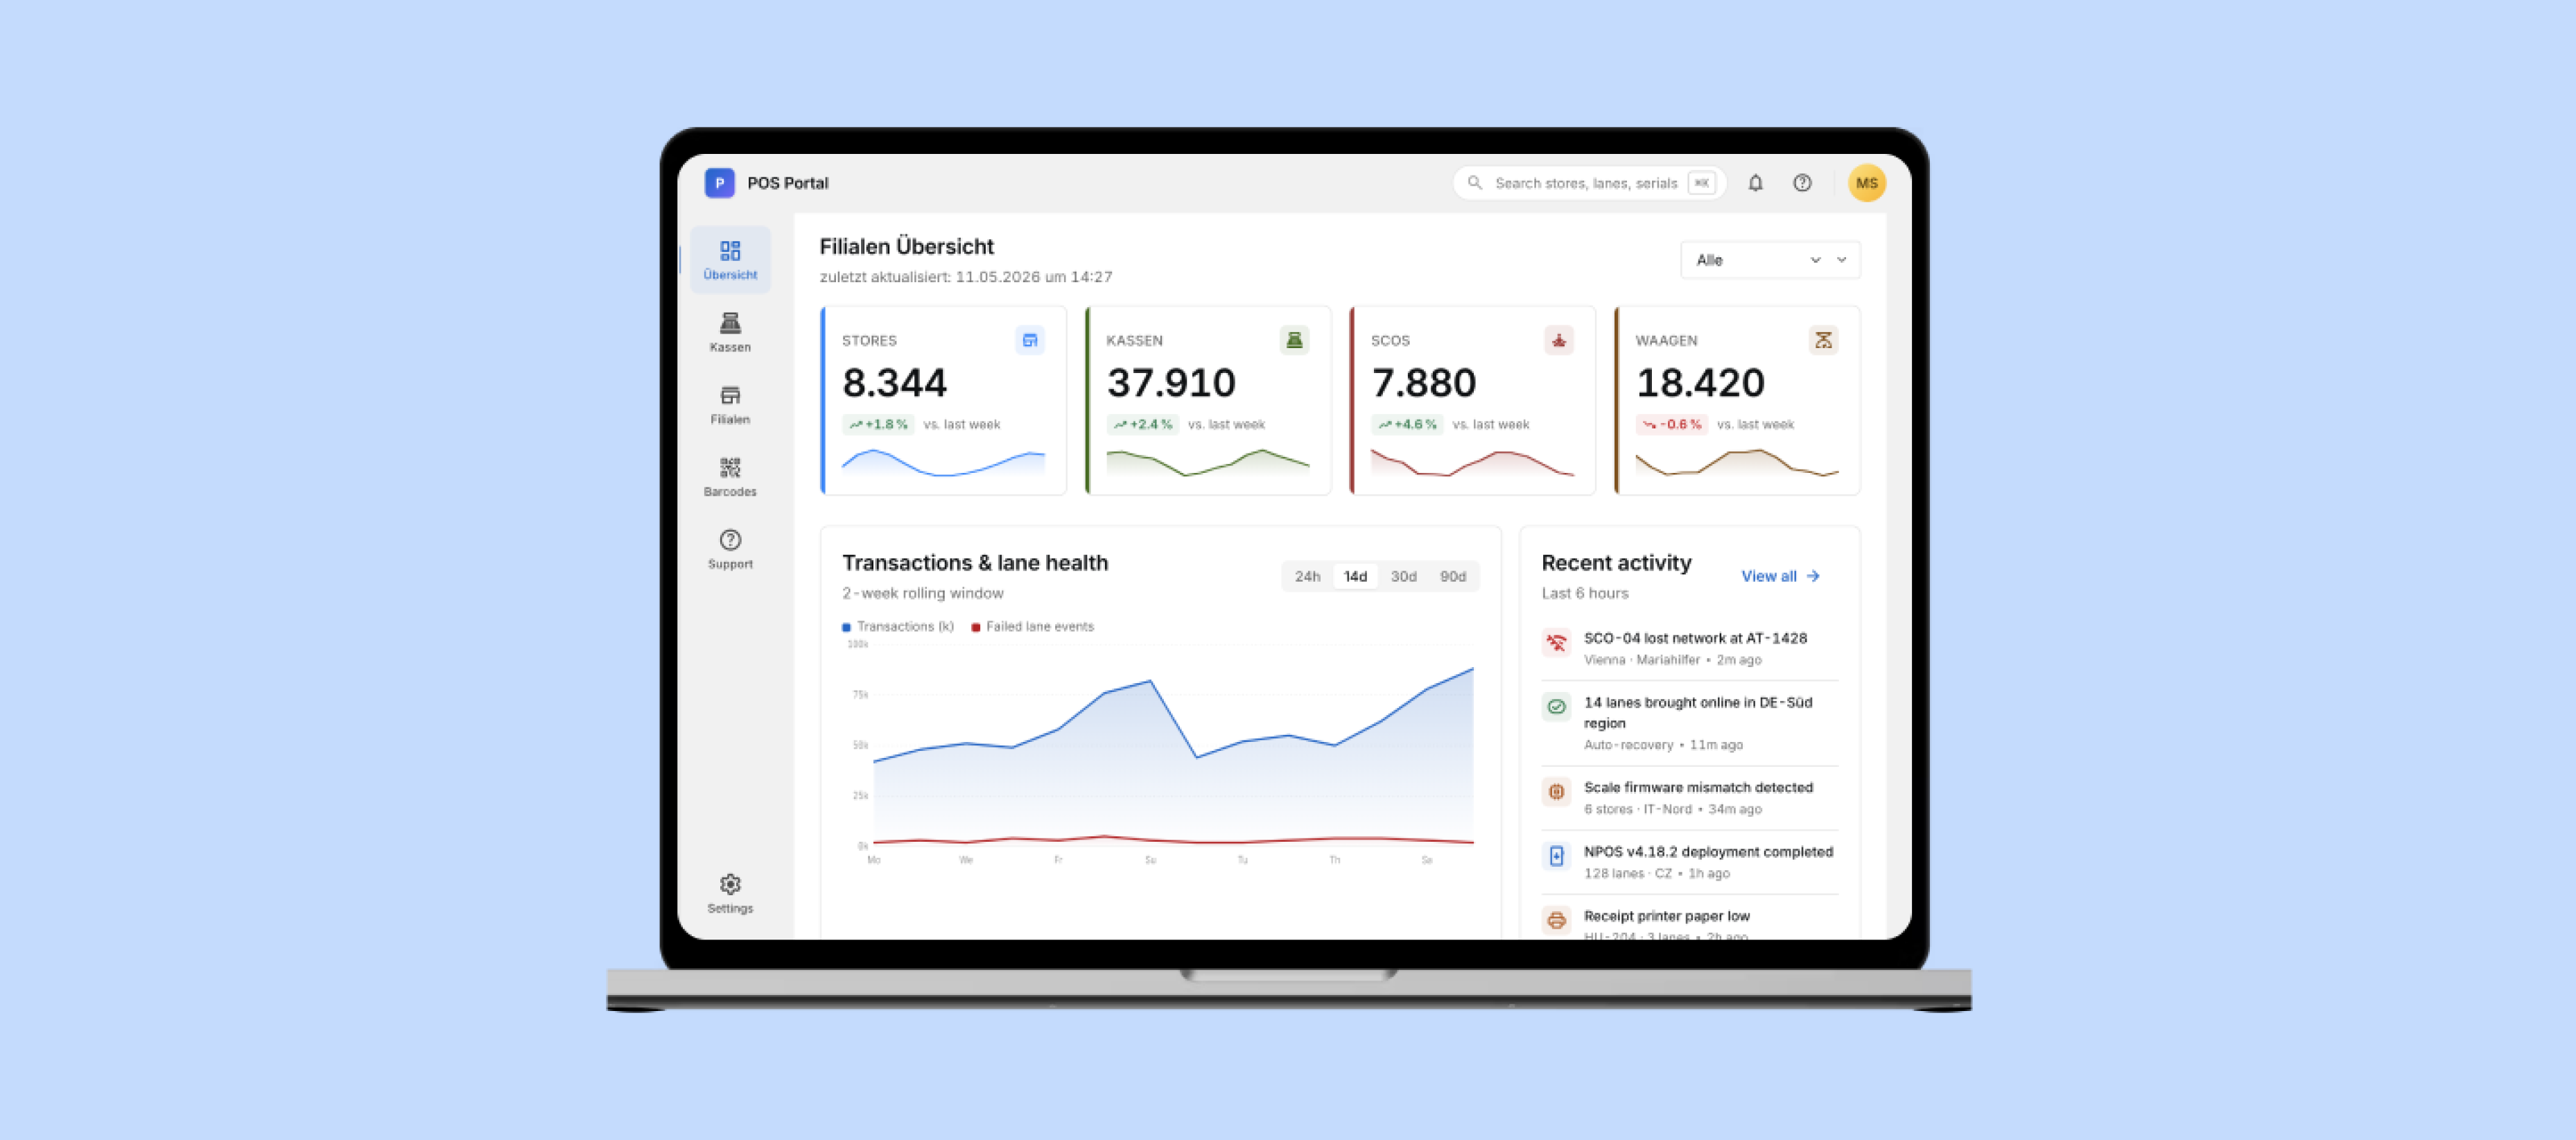 P POS Portal
Search stores, lanes, serials ⌘K
MS
Übersicht
Kassen
Filialen
Barcodes
Support
Settings
Filialen Übersicht
zuletzt aktualisiert: 11.05.2026 um 14:27
Alle
STORES
8.344
+1.8 % vs. last week
KASSEN
37.910
+2.4 % vs. last week
SCOS
7.880
+4.6 % vs. last week
WAAGEN
18.420
-0.6 % vs. last week
Transactions & lane health
2-week rolling window
24h 14d 30d 90d
Transactions (k) Failed lane events
100k
75k
50k
25k
0k
Mo We Fr Su Tu Th Sa
Recent activity
Last 6 hours
View all →
SCO-04 lost network at AT-1428
Vienna · Mariahilfer • 2m ago
14 lanes brought online in DE-Süd
region
Auto-recovery • 11m ago
Scale firmware mismatch detected
6 stores · IT-Nord • 34m ago
NPOS v4.18.2 deployment completed
128 lanes · CZ • 1h ago
Receipt printer paper low
HU-204 · 3 lanes • 2h ago